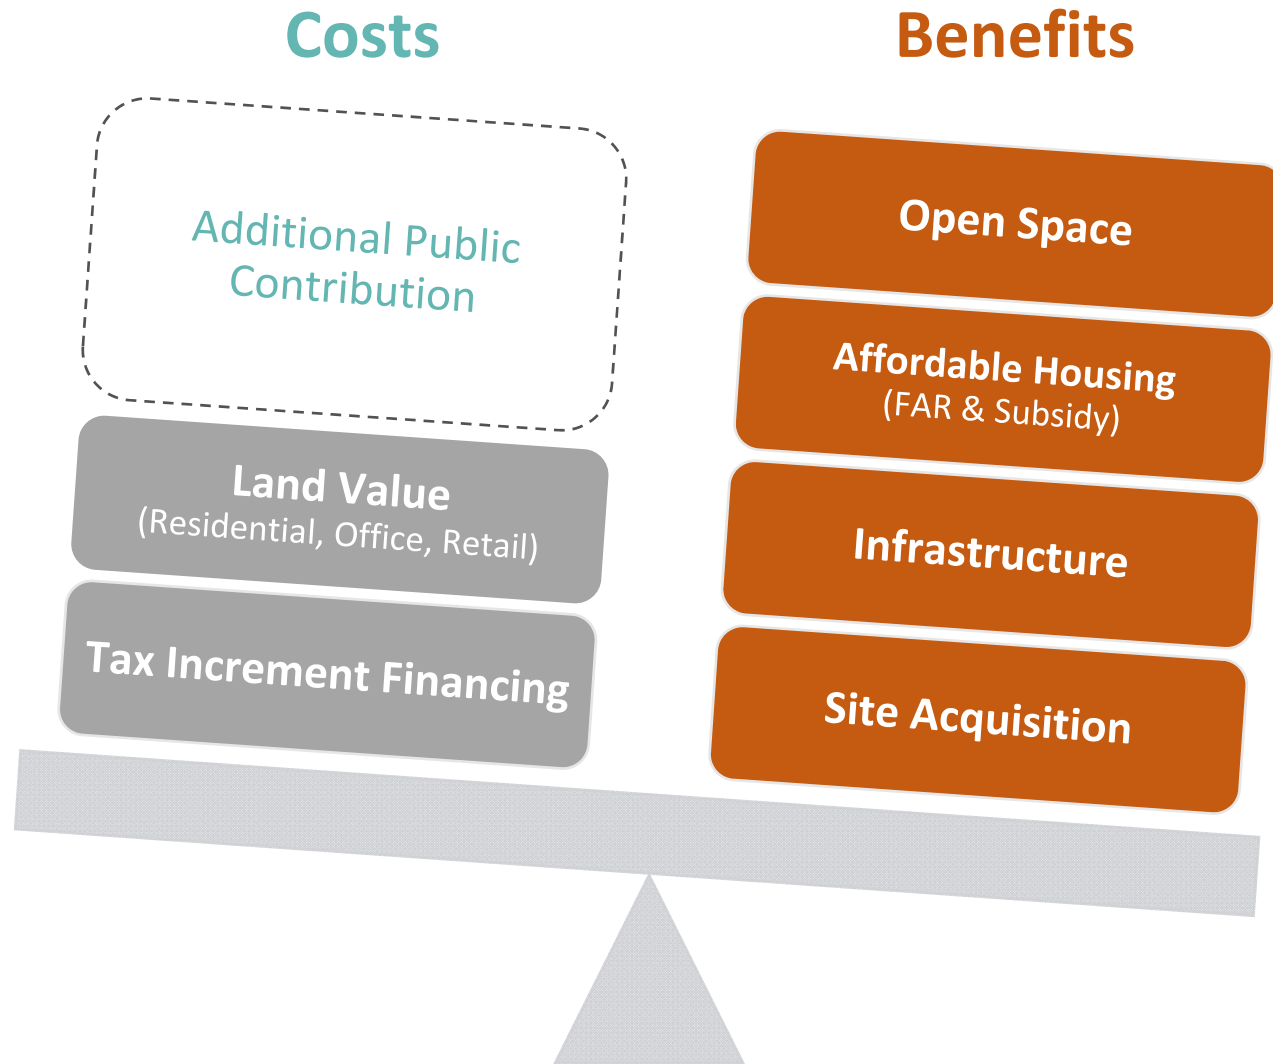 Costs
Benefits
Additional Public
Contribution
Land Value
(Residential, Office, Retail)
Tax Increment Financing
Open Space
Affordable Housing
(FAR & Subsidy)
Infrastructure
Site Acquisition